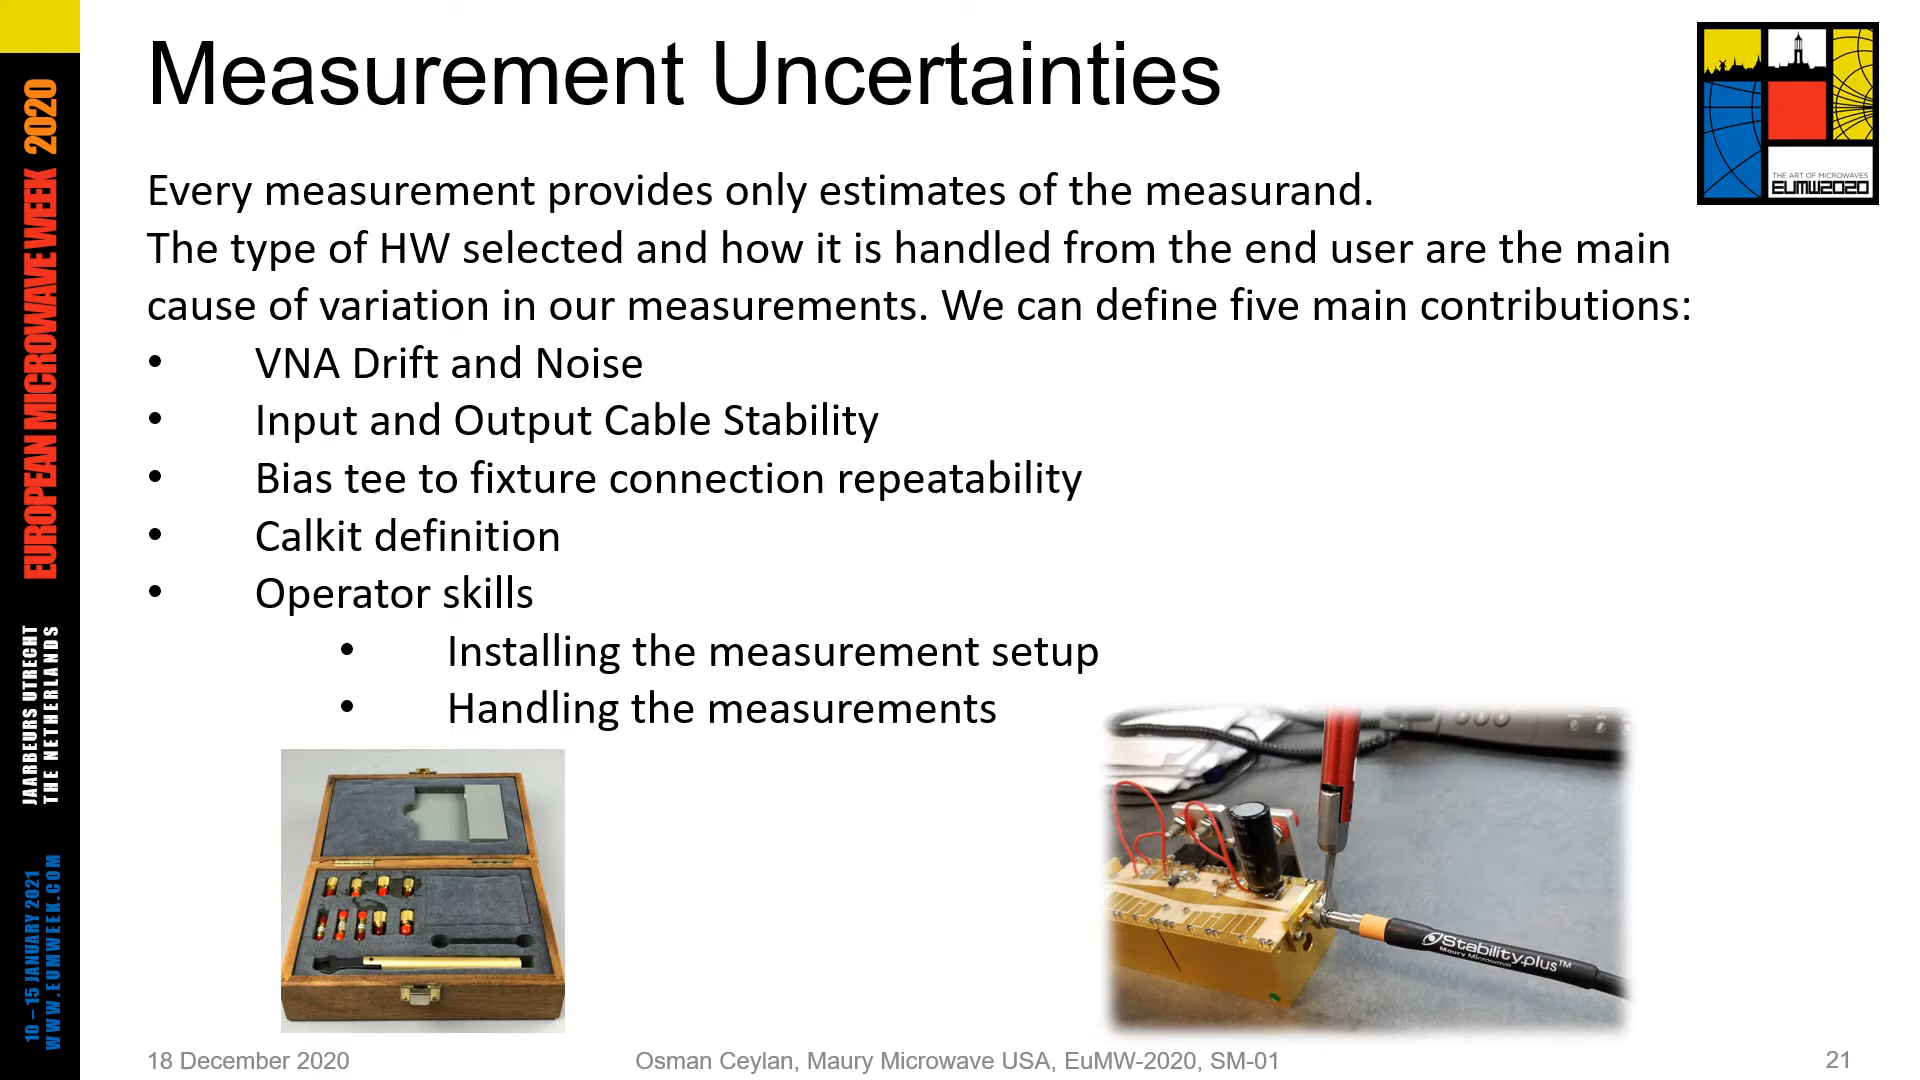 Measurement Uncertainties
Every measurement provides only estimates of the measurand.
The type of HW selected and how it is handled from the end user are the main
cause of variation in our measurements. We can define five main contributions:
• VNA Drift and Noise
• Input and Output Cable Stability
• Bias tee to fixture connection repeatability
• Calkit definition
• Operator skills
• Installing the measurement setup
• Handling the measurements
Stability plus™
Maury Microwave
18 December 2020
Osman Ceylan, Maury Microwave USA, EuMW-2020, SM-01
21
EUROPEAN MICROWAVE WEEK 2020
JAARBEURS UTRECHT
THE NETHERLANDS
10 – 15 JANUARY 2021
WWW.EUMWEEK.COM
THE ART OF MICROWAVES
EUMW2020